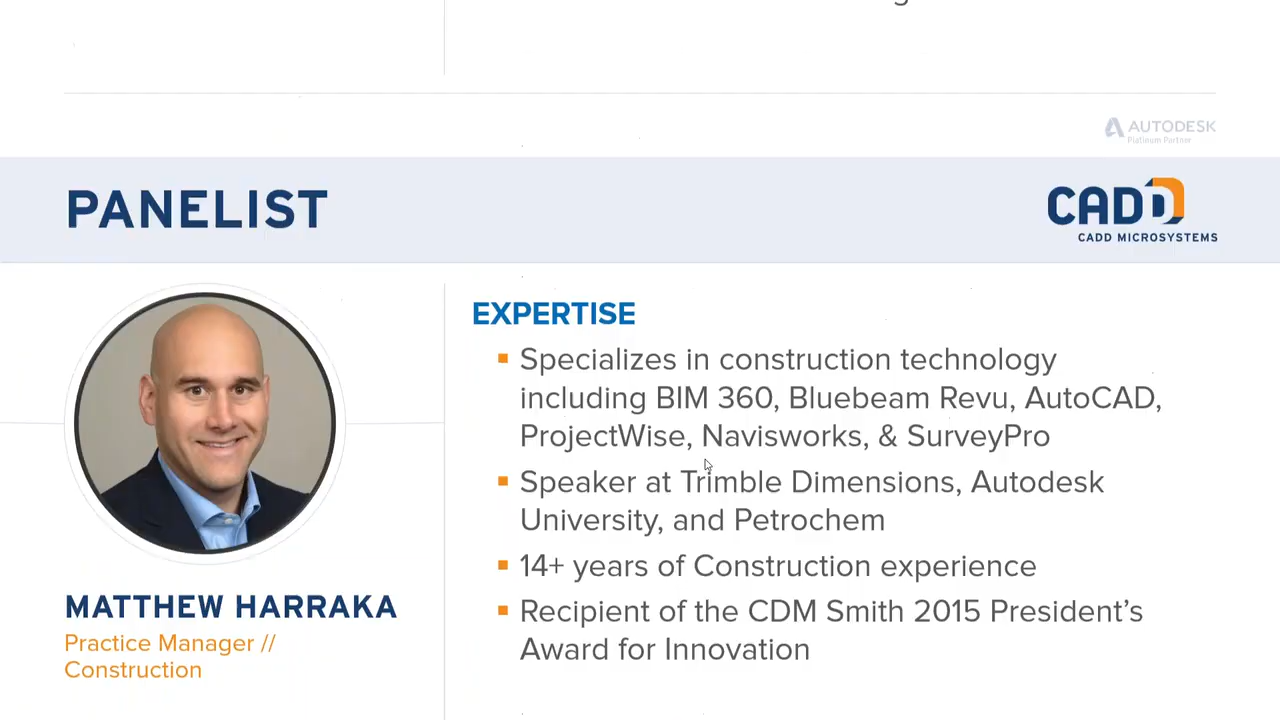 AUTODESK
Platinum Partner
PANELIST
CADD
CADD MICROSYSTEMS
EXPERTISE
▪ Specializes in construction technology
including BIM 360, Bluebeam Revu, AutoCAD,
ProjectWise, Navisworks, & SurveyPro
▪ Speaker at Trimble Dimensions, Autodesk
University, and Petrochem
▪ 14+ years of Construction experience
▪ Recipient of the CDM Smith 2015 President’s
Award for Innovation
MATTHEW HARRAKA
Practice Manager //
Construction